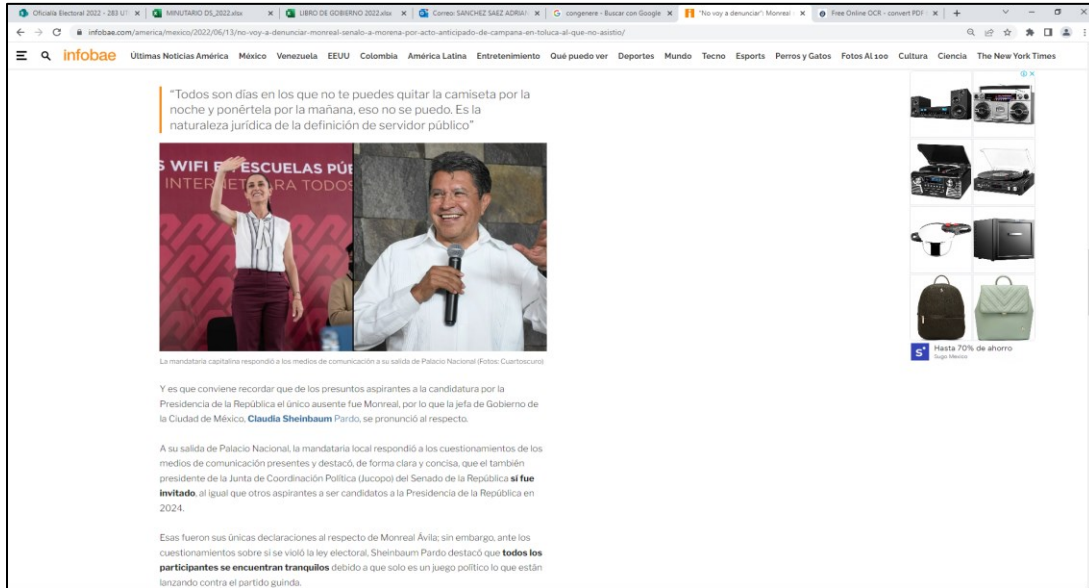 Oficialía Electoral 2022 - 283 UT
MINUTARIO DS_2022.xlsx
LIBRO DE GOBIERNO 2022.xlsx
Correo: SANCHEZ SAEZ ADRIA
congenere - Buscar con Google
"No voy a denunciar": Monreal
Free Online OCR - convert PDF
infobae.com/america/mexico/2022/06/13/no-voy-a-denunciar-monreal-senalo-a-morena-por-acto-anticipado-de-campana-en-toluca-al-que-no-asistio/
infobae Últimas Noticias América México Venezuela EEUU Colombia América Latina Entretenimiento Qué puedo ver Deportes Mundo Tecno Esports Perros y Gatos Fotos Al 100 Cultura Ciencia The New York Times
“Todos son días en los que no te puedes quitar la camiseta por la
noche y ponértela por la mañana, eso no se puedo. Es la
naturaleza jurídica de la definición de servidor público”
S WIFI E ESCUELAS PÚB
INTERNET RA TODOS
La mandataria capitalina respondió a los medios de comunicación a su salida de Palacio Nacional (Fotos: Cuartoscuro)
Y es que conviene recordar que de los presuntos aspirantes a la candidatura por la
Presidencia de la República el único ausente fue Monreal, por lo que la jefa de Gobierno de
la Ciudad de México, Claudia Sheinbaum Pardo, se pronunció al respecto.
A su salida de Palacio Nacional, la mandataria local respondió a los cuestionamientos de los
medios de comunicación presentes y destacó, de forma clara y concisa, que el también
presidente de la Junta de Coordinación Política (Jucopo) del Senado de la República sí fue
invitado, al igual que otros aspirantes a ser candidatos a la Presidencia de la República en
2024.
Esas fueron sus únicas declaraciones al respecto de Monreal Ávila; sin embargo, ante los
cuestionamientos sobre si se violó la ley electoral, Sheinbaum Pardo destacó que todos los
participantes se encuentran tranquilos debido a que solo es un juego político lo que están
lanzando contra el partido guinda.
Hasta 70% de ahorro
Sugo Mexico